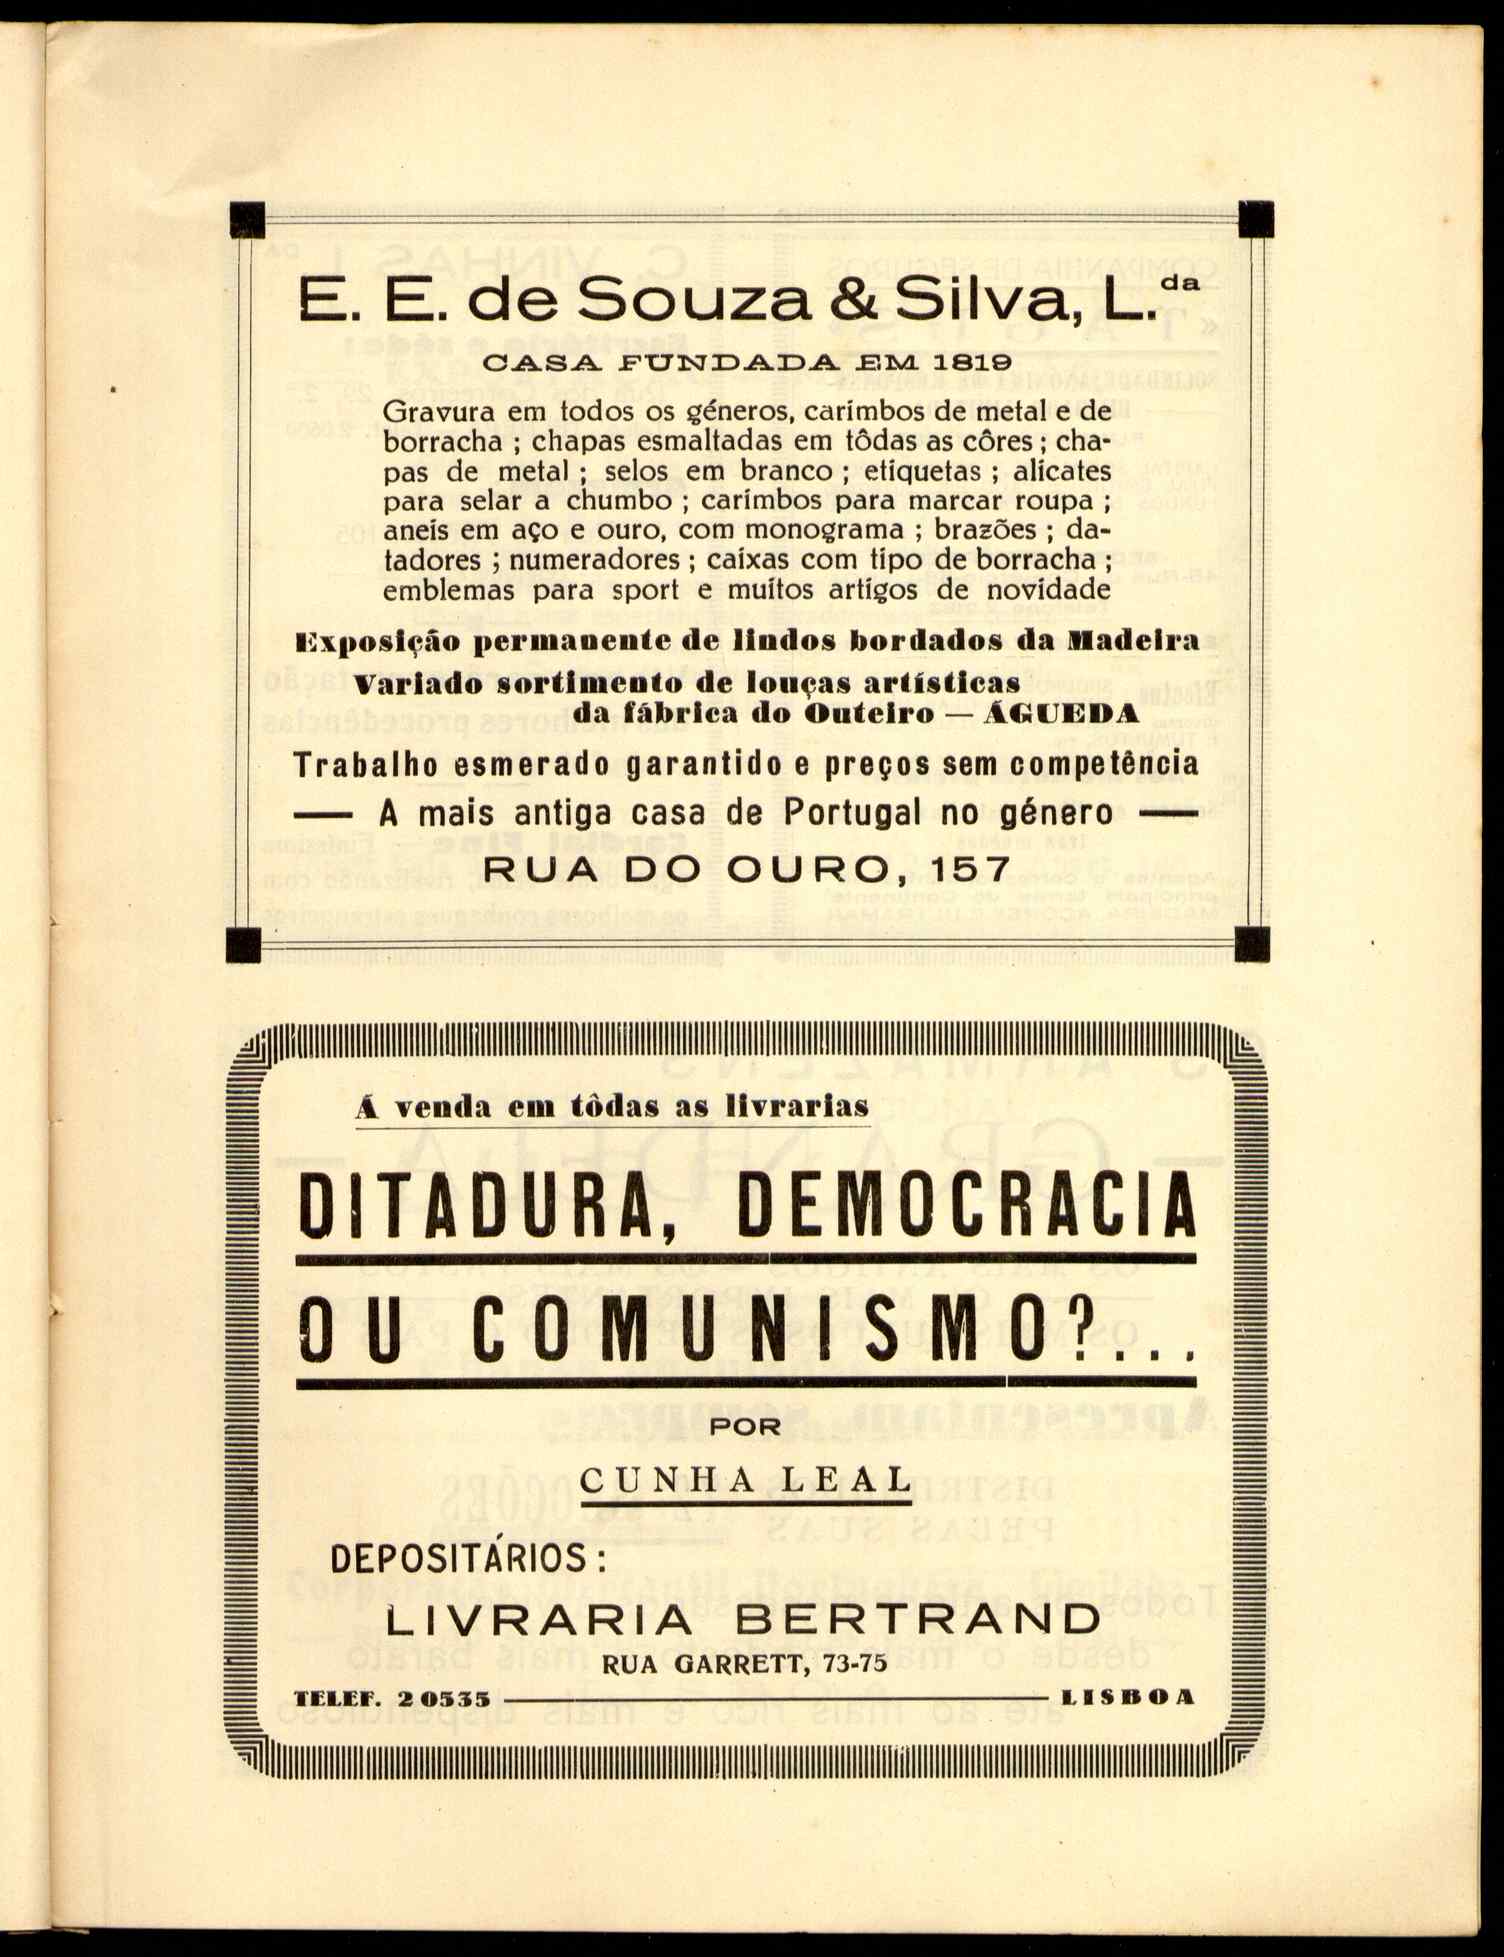 E. E. de Souza & Silva, L.da
CASA FUNDADA EM 1819
Gravura em todos os géneros, carimbos de metal e de
borracha ; chapas esmaltadas em tôdas as côres ; cha-
pas de metal ; selos em branco ; etiquetas ; alicates
para selar a chumbo ; carimbos para marcar roupa ;
aneis em aço e ouro, com monograma ; brazões ; da-
tadores ; numeradores ; caixas com tipo de borracha ;
emblemas para sport e muitos artigos de novidade
Exposição permanente de lindos bordados da Madeira
Variado sortimento de louças artísticas
da fábrica do Outeiro — ÁGUEDA
Trabalho esmerado garantido e preços sem competência
— A mais antiga casa de Portugal no género —
RUA DO OURO, 157
Á venda em tôdas as livrarias
DITADURA, DEMOCRACIA
OU COMUNISMO?...
POR
CUNHA LEAL
DEPOSITÁRIOS :
LIVRARIA BERTRAND
RUA GARRETT, 73-75
TELEF. 20535 — LISBOA